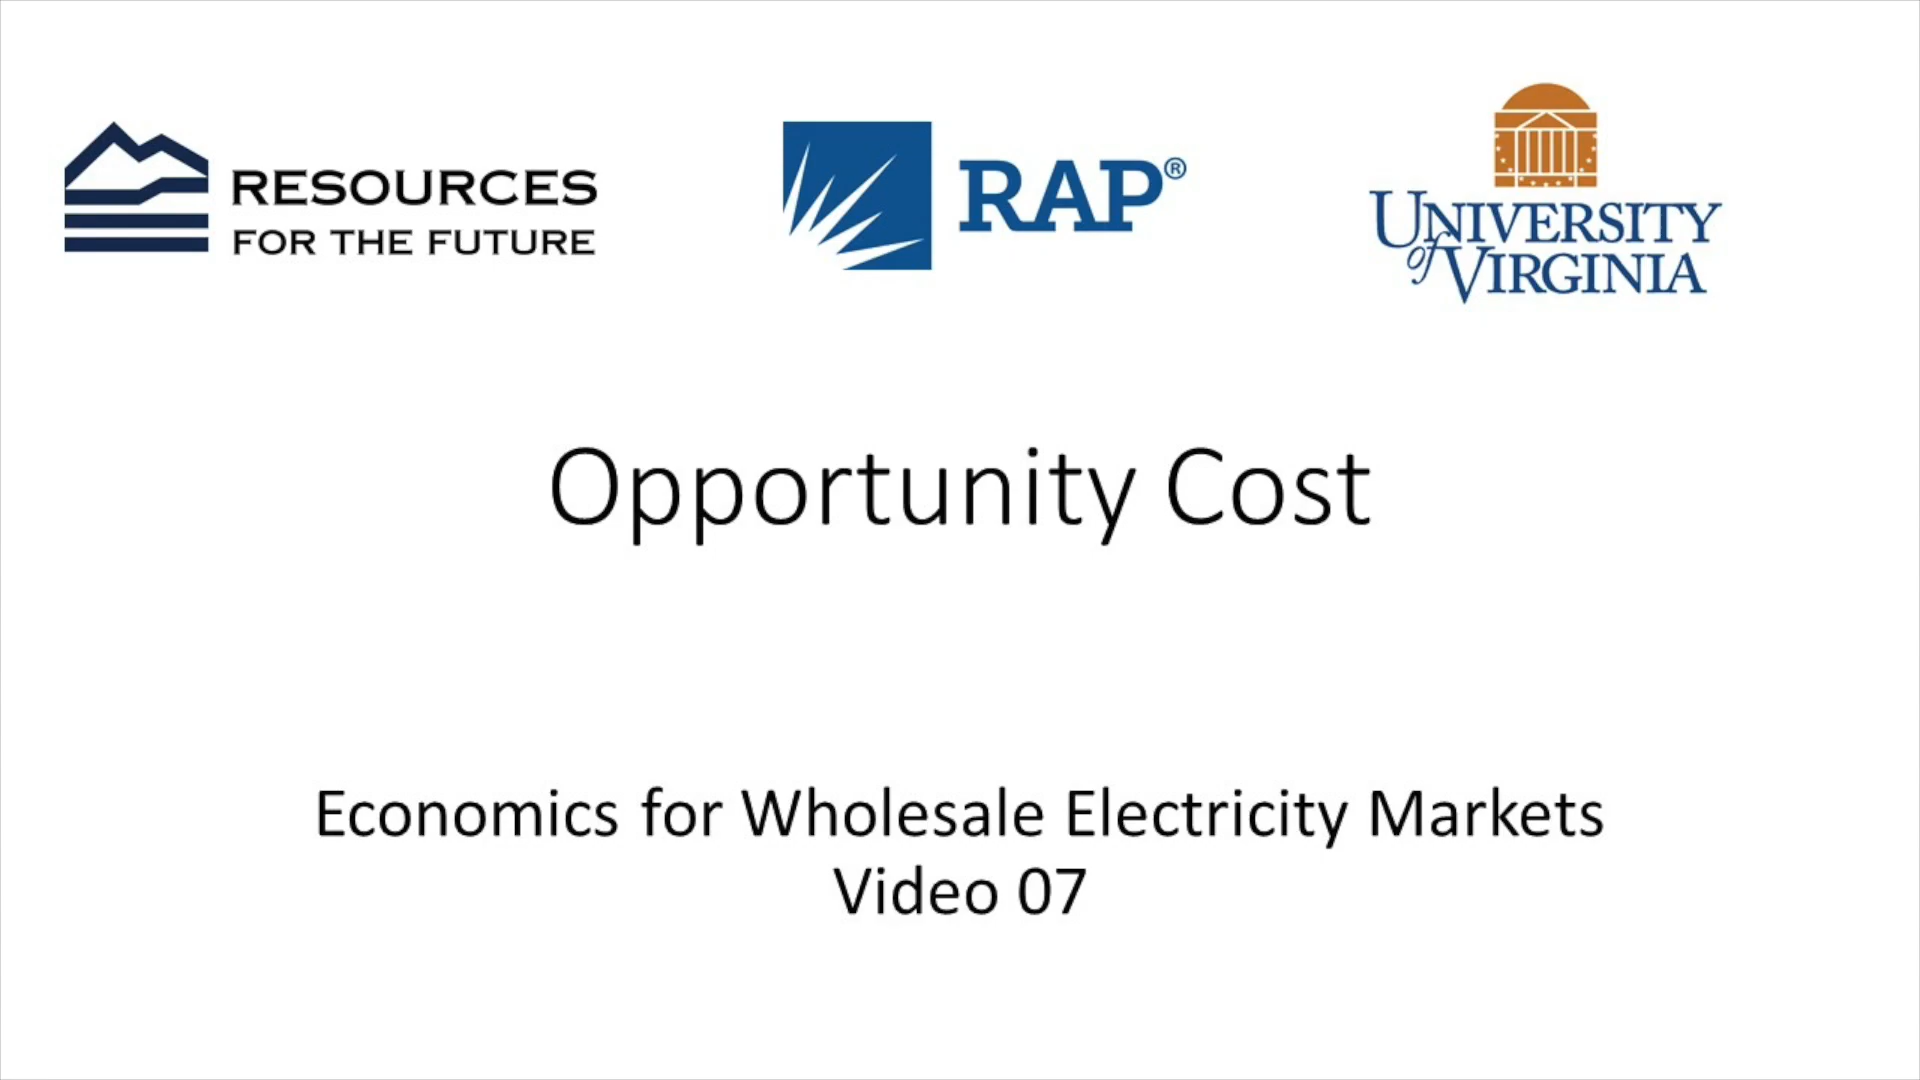 RESOURCES
FOR THE FUTURE
RAP®
UNIVERSITY
of VIRGINIA
Opportunity Cost
Economics for Wholesale Electricity Markets
Video 07